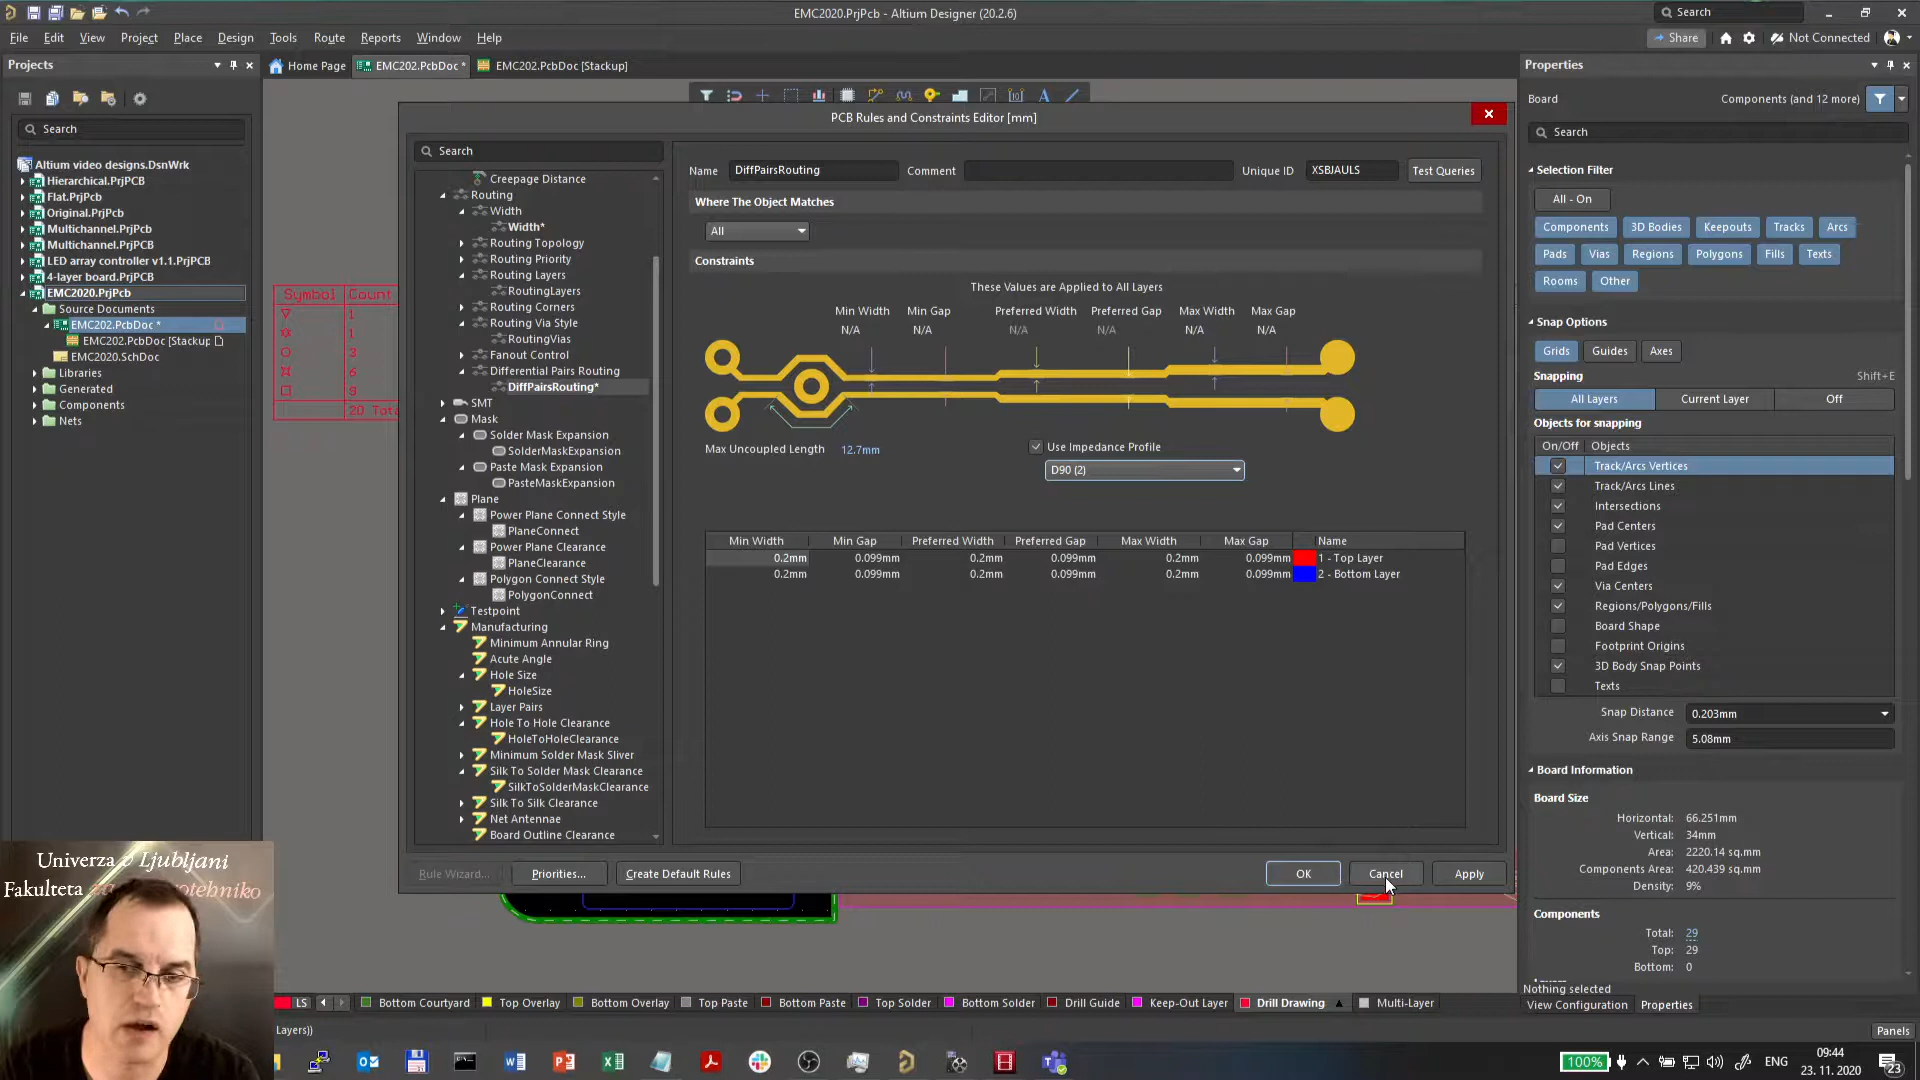 EMC2020.PrjPcb - Altium Designer (20.2.6)
Search
File Edit View Project Place Design Tools Route Reports Window Help
Share
Not Connected
Projects
Home Page
EMC202.PcbDoc *
EMC202.PcbDoc [Stackup]
Search
Altium video designs.DsnWrk
Hierarchical.PrjPCB
Flat.PrjPcb
Original.PrjPcb
Multichannel.PrjPcb
Multichannel.PrjPCB
LED array controller v1.1.PrjPCB
4-layer board.PrjPCB
EMC2020.PrjPcb
Source Documents
EMC202.PcbDoc *
EMC202.PcbDoc [Stackup
EMC2020.SchDoc
Libraries
Generated
Components
Nets
Symbol Count
1
1
3
6
9
20 Tota
PCB Rules and Constraints Editor [mm]
Search
Creepage Distance
Routing
Width
Width*
Routing Topology
Routing Priority
Routing Layers
RoutingLayers
Routing Corners
Routing Via Style
RoutingVias
Fanout Control
Differential Pairs Routing
DiffPairsRouting*
SMT
Mask
Solder Mask Expansion
SolderMaskExpansion
Paste Mask Expansion
PasteMaskExpansion
Plane
Power Plane Connect Style
PlaneConnect
Power Plane Clearance
PlaneClearance
Polygon Connect Style
PolygonConnect
Testpoint
Manufacturing
Minimum Annular Ring
Acute Angle
Hole Size
HoleSize
Layer Pairs
Hole To Hole Clearance
HoleToHoleClearance
Minimum Solder Mask Sliver
Silk To Solder Mask Clearance
SilkToSolderMaskClearance
Silk To Silk Clearance
Net Antennae
Board Outline Clearance
Name DiffPairsRouting Comment Unique ID XSBJAULS Test Queries
Where The Object Matches
All
Constraints
These Values are Applied to All Layers
Min Width Min Gap Preferred Width Preferred Gap Max Width Max Gap
N/A N/A N/A N/A N/A N/A
Max Uncoupled Length 12.7mm
Use Impedance Profile
D90 (2)
Min Width Min Gap Preferred Width Preferred Gap Max Width Max Gap Name
0.2mm 0.099mm 0.2mm 0.099mm 0.2mm 0.099mm 1 - Top Layer
0.2mm 0.099mm 0.2mm 0.099mm 0.2mm 0.099mm 2 - Bottom Layer
Rule Wizard... Priorities... Create Default Rules OK Cancel Apply
Properties
Board Components (and 12 more)
Search
Selection Filter
All - On
Components 3D Bodies Keepouts Tracks Arcs
Pads Vias Regions Polygons Fills Texts
Rooms Other
Snap Options
Grids Guides Axes
Snapping Shift+E
All Layers Current Layer Off
Objects for snapping
On/Off Objects
Track/Arcs Vertices
Track/Arcs Lines
Intersections
Pad Centers
Pad Vertices
Pad Edges
Via Centers
Regions/Polygons/Fills
Board Shape
Footprint Origins
3D Body Snap Points
Texts
Snap Distance 0.203mm
Axis Snap Range 5.08mm
Board Information
Board Size
Horizontal: 66.251mm
Vertical: 34mm
Area: 2220.14 sq.mm
Components Area: 420.439 sq.mm
Density: 9%
Components
Total: 29
Top: 29
Bottom: 0
Nothing selected
View Configuration Properties
Panels
Univerza v Ljubljani
Fakulteta
LS Bottom Courtyard Top Overlay Bottom Overlay Top Paste Bottom Paste Top Solder Bottom Solder Drill Guide Keep-Out Layer Drill Drawing Multi-Layer
Layers))
100% ENG 09:44
23. 11. 2020
23